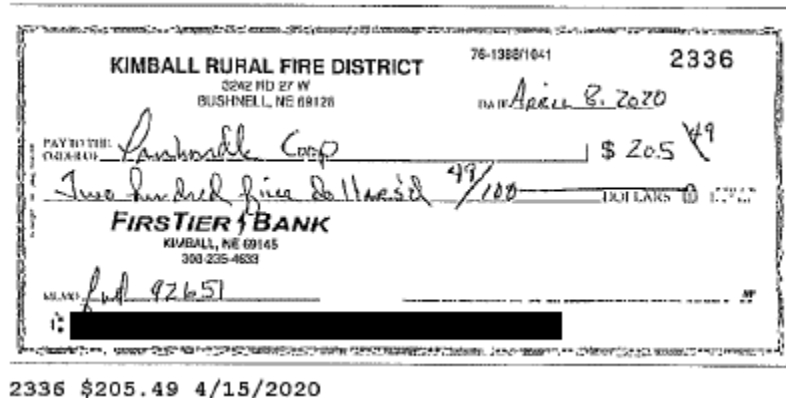 KIMBALL RURAL FIRE DISTRICT
76-1388/1041
2336
3242 RD 27 W
BUSHNELL, NE 69128
DATE April 8, 2020
PAY TO THE
ORDER OF Panhandle Coop $ 205 49
Two hundred five dollars & 49/100 DOLLARS
FIRSTIER BANK
KIMBALL, NE 69145
308-235-4633
MEMO fuel 92651
2336 $205.49 4/15/2020